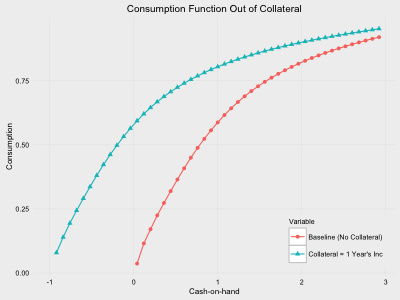 Consumption Function Out of Collateral
Consumption
0.75
0.50
0.25
0.00
-1
0
1
2
3
Cash-on-hand
Variable
Baseline (No Collateral)
Collateral = 1 Year's Inc